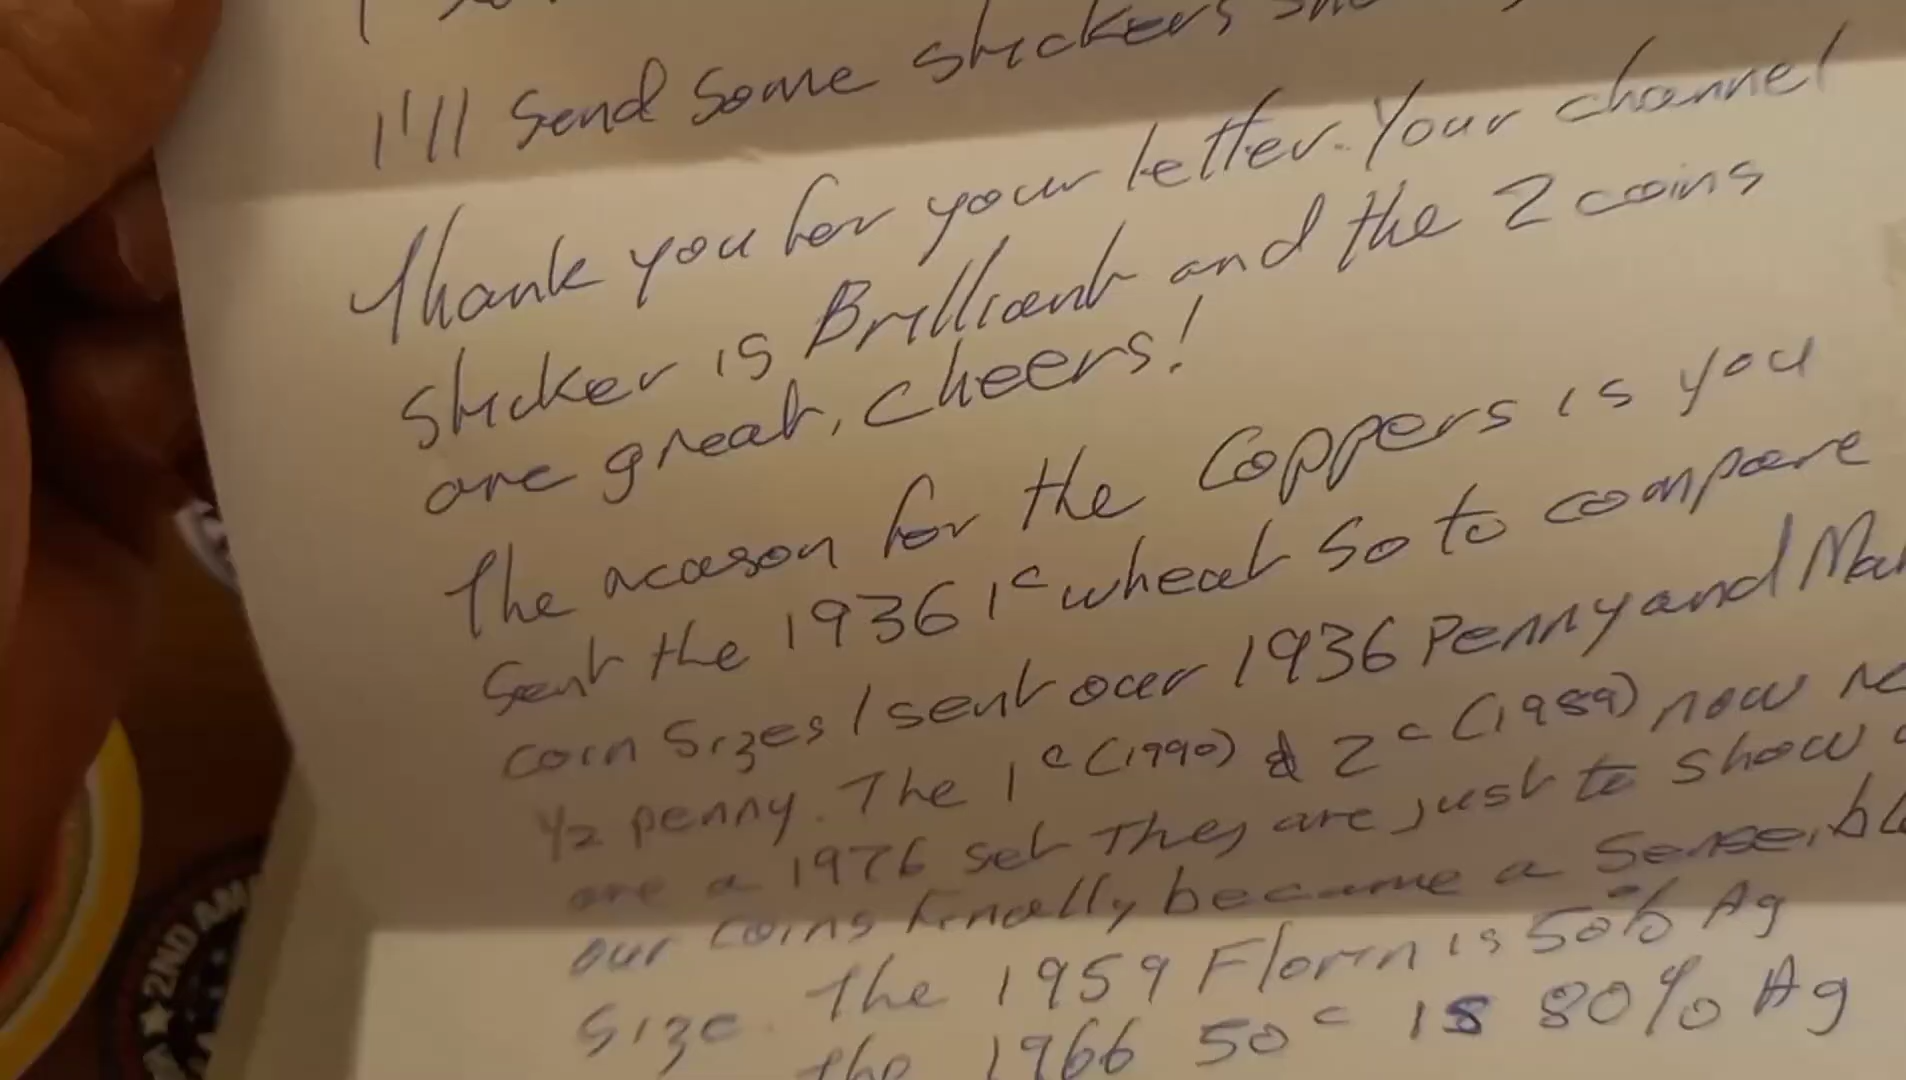 I'll Send Some stickers
Thank you for your letter. Your channel
sticker is Brilliant and the 2 coins
are great, cheers!
The reason for the Coppers is you
Sent the 1936 1c wheat So to compare
coin Sizes I sent over 1936 Penny and
1/2 penny. The 1c (1990) & 2c (1989) now
are a 1976 set They are just to show
our coins finally became a
Size. The 1959 Florin is 50% Ag
the 1966 50c is 80% Ag
2ND